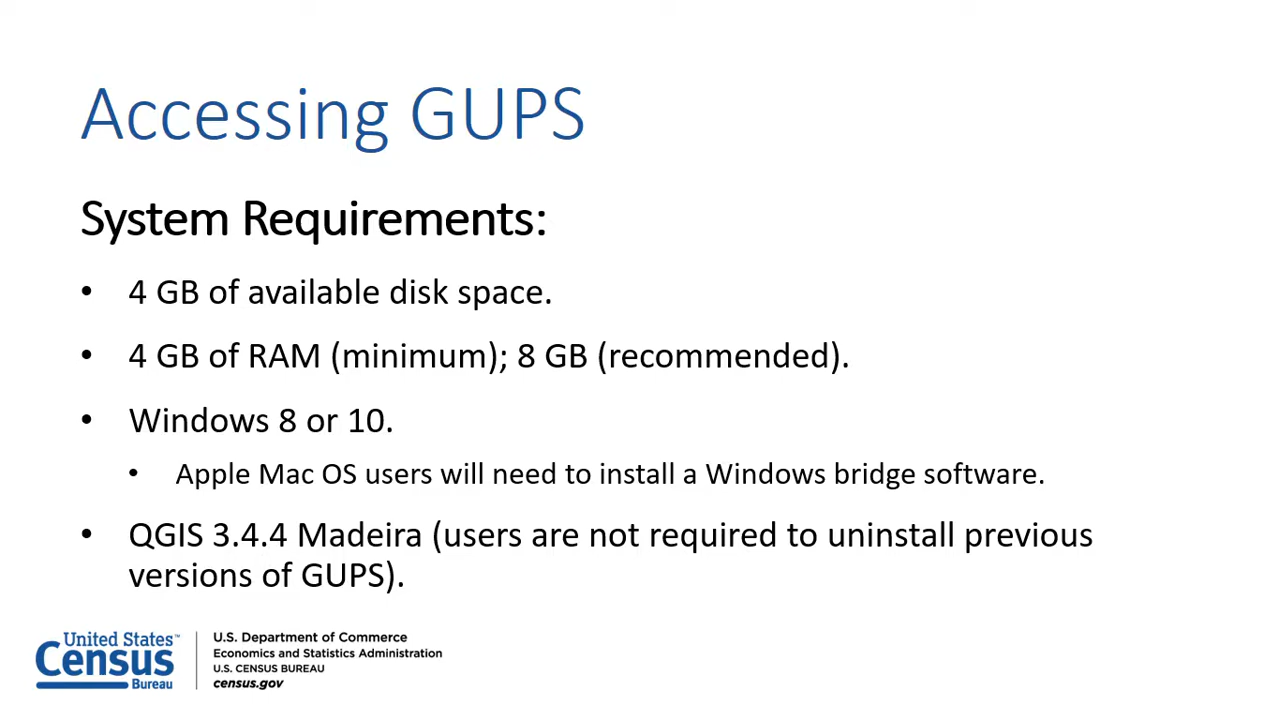 Accessing GUPS
System Requirements:
• 4 GB of available disk space.
• 4 GB of RAM (minimum); 8 GB (recommended).
• Windows 8 or 10.
• Apple Mac OS users will need to install a Windows bridge software.
• QGIS 3.4.4 Madeira (users are not required to uninstall previous
versions of GUPS).
United States™
Census
Bureau
U.S. Department of Commerce
Economics and Statistics Administration
U.S. CENSUS BUREAU
census.gov